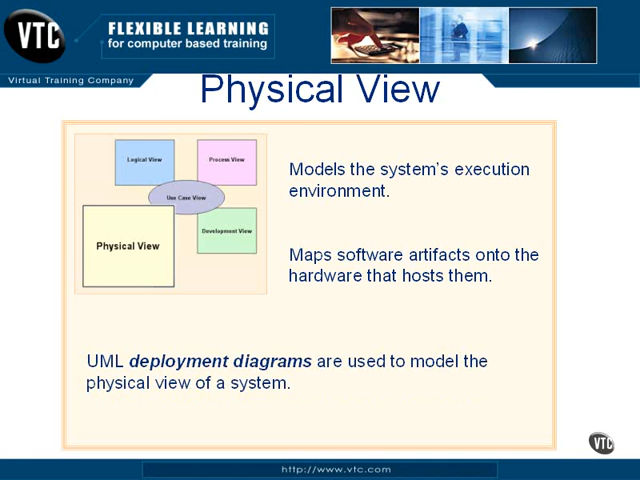 VTC
FLEXIBLE LEARNING
for computer based training
Virtual Training Company
Physical View
Logical View
Process View
Use Case View
Physical View
Development View
Models the system's execution
environment.
Maps software artifacts onto the
hardware that hosts them.
UML deployment diagrams are used to model the
physical view of a system.
VTC
http://www.vtc.com